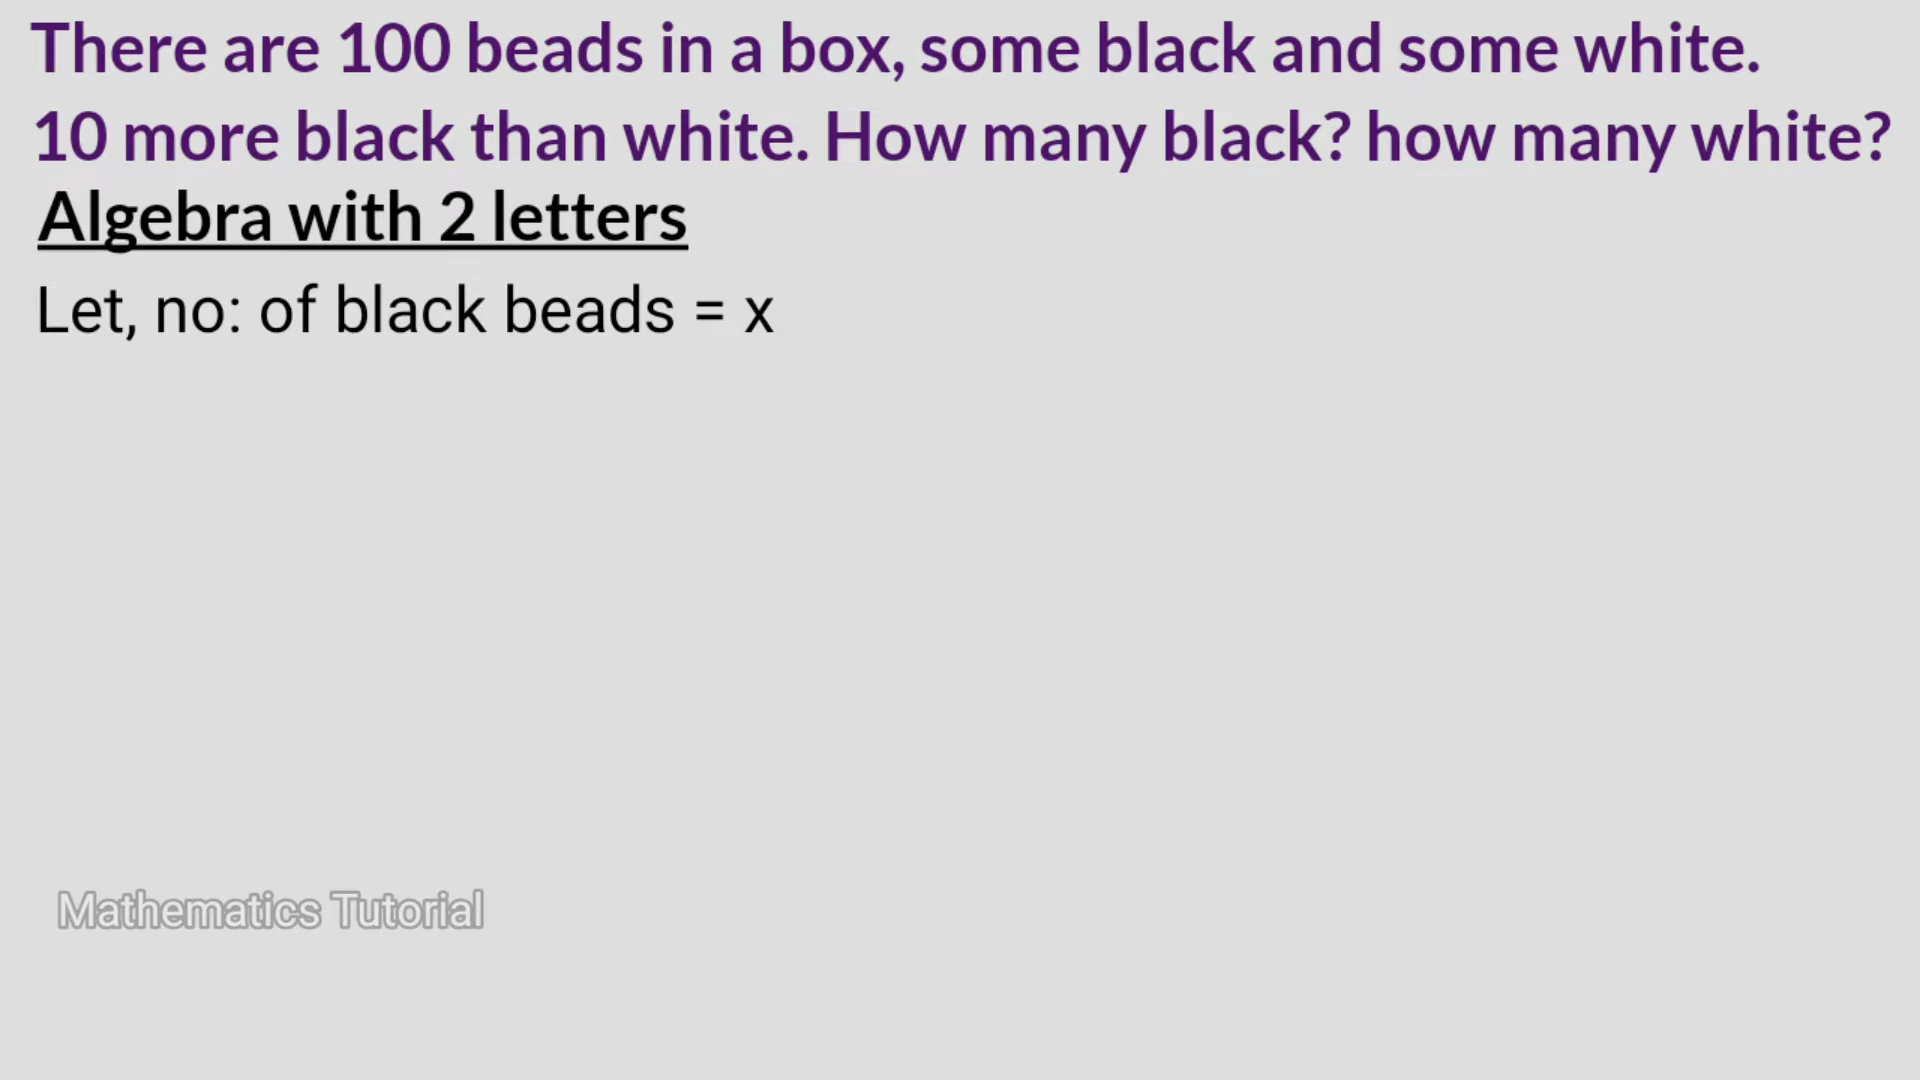 There are 100 beads in a box, some black and some white.
10 more black than white. How many black? how many white?
Algebra with 2 letters
Let, no: of black beads = x
Mathematics Tutorial